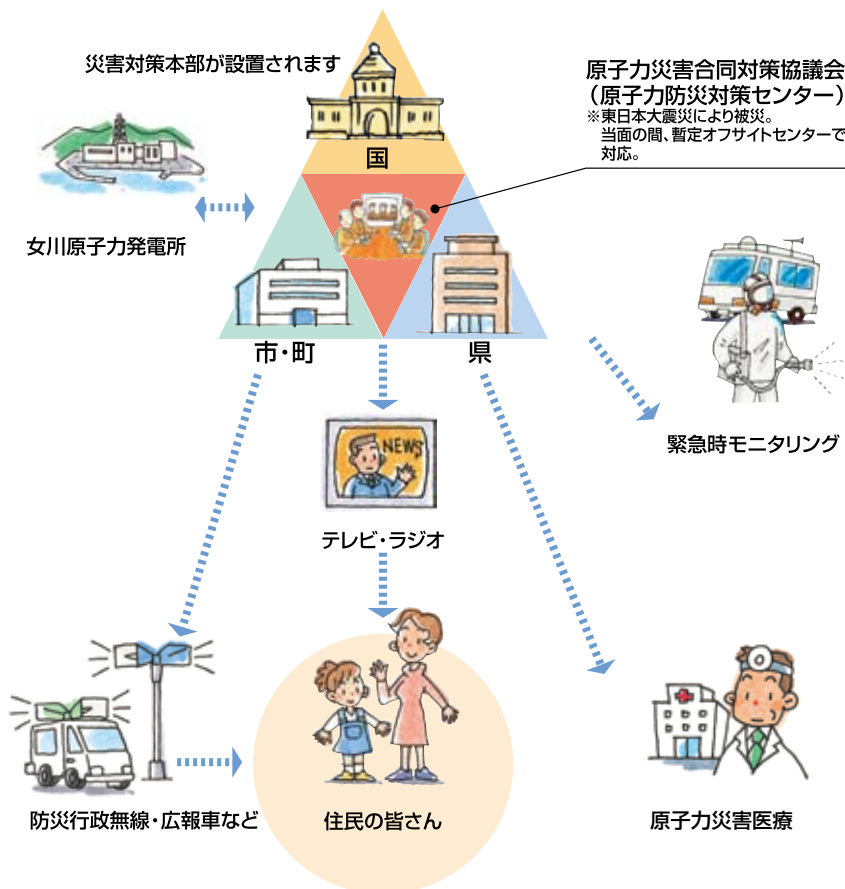 災害対策本部が設置されます
原子力災害合同対策協議会
（原子力防災対策センター）
※東日本大震災により被災。
当面の間、暫定オフサイトセンターで
対応。
国
女川原子力発電所
市・町
県
NEWS
緊急時モニタリング
テレビ・ラジオ
防災行政無線・広報車など
住民の皆さん
原子力災害医療